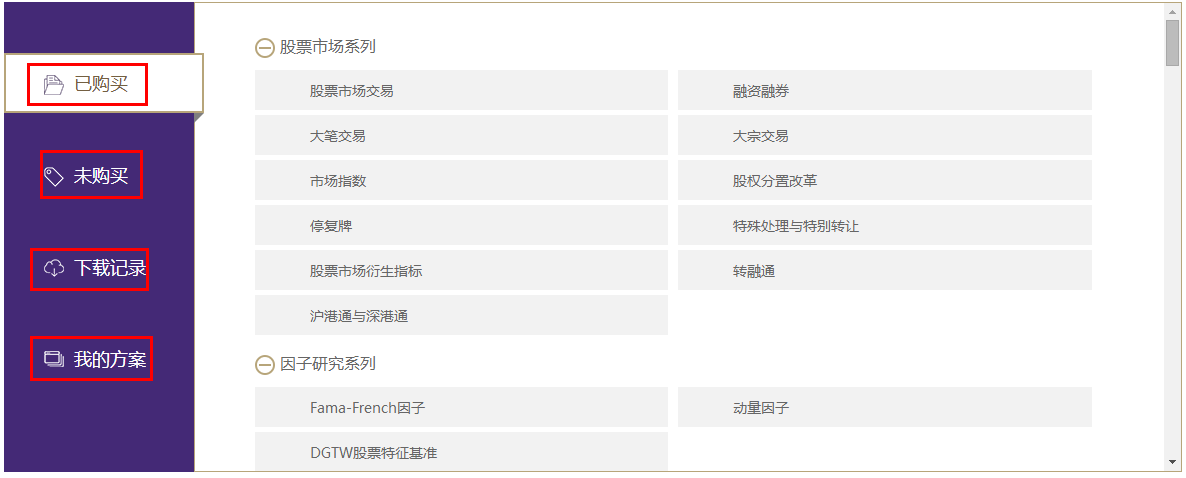 已购买
未购买
下载记录
我的方案
股票市场系列
股票市场交易
融资融券
大笔交易
大宗交易
市场指数
股权分置改革
停复牌
特殊处理与特别转让
股票市场衍生指标
转融通
沪港通与深港通
因子研究系列
Fama-French因子
动量因子
DGTW股票特征基准